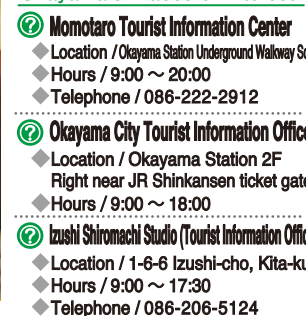 Momotaro Tourist Information Center
◆Location / Okayama Station Underground Walkway
◆Hours / 9:00 ～ 20:00
◆Telephone / 086-222-2912
Okayama City Tourist Information Office
◆Location / Okayama Station 2F
Right near JR Shinkansen ticket gate
◆Hours / 9:00 ～ 18:00
Izushi Shiromachi Studio (Tourist Information
◆Location / 1-6-6 Izushi-cho, Kita-ku
◆Hours / 9:00 ～ 17:30
◆Telephone / 086-206-5124